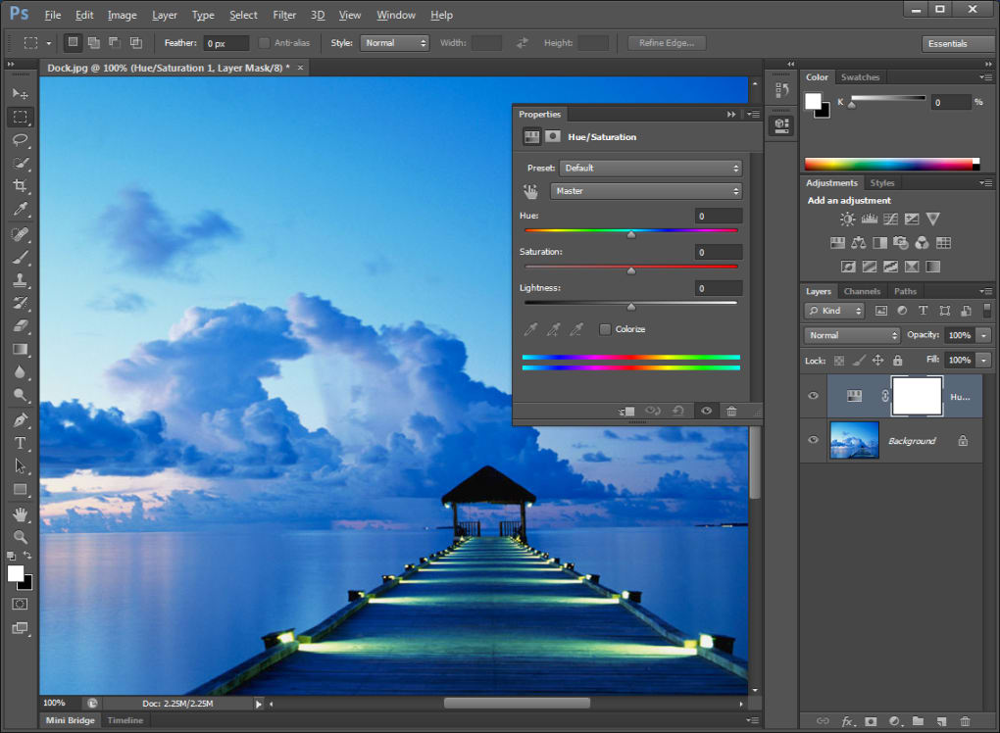 Ps File Edit Image Layer Type Select Filter 3D View Window Help
Feather: 0 px Anti-alias Style: Normal Width: Height: Refine Edge... Essentials
Dock.jpg @ 100% (Hue/Saturation 1, Layer Mask/8) * ×
Properties
Hue/Saturation
Preset: Default
Master
Hue: 0
Saturation: 0
Lightness: 0
Colorize
Color Swatches
K 0 %
Adjustments Styles
Add an adjustment
Layers Channels Paths
Kind
Normal Opacity: 100%
Lock: Fill: 100%
Hu...
Background
100% Doc: 2.25M/2.25M
Mini Bridge Timeline